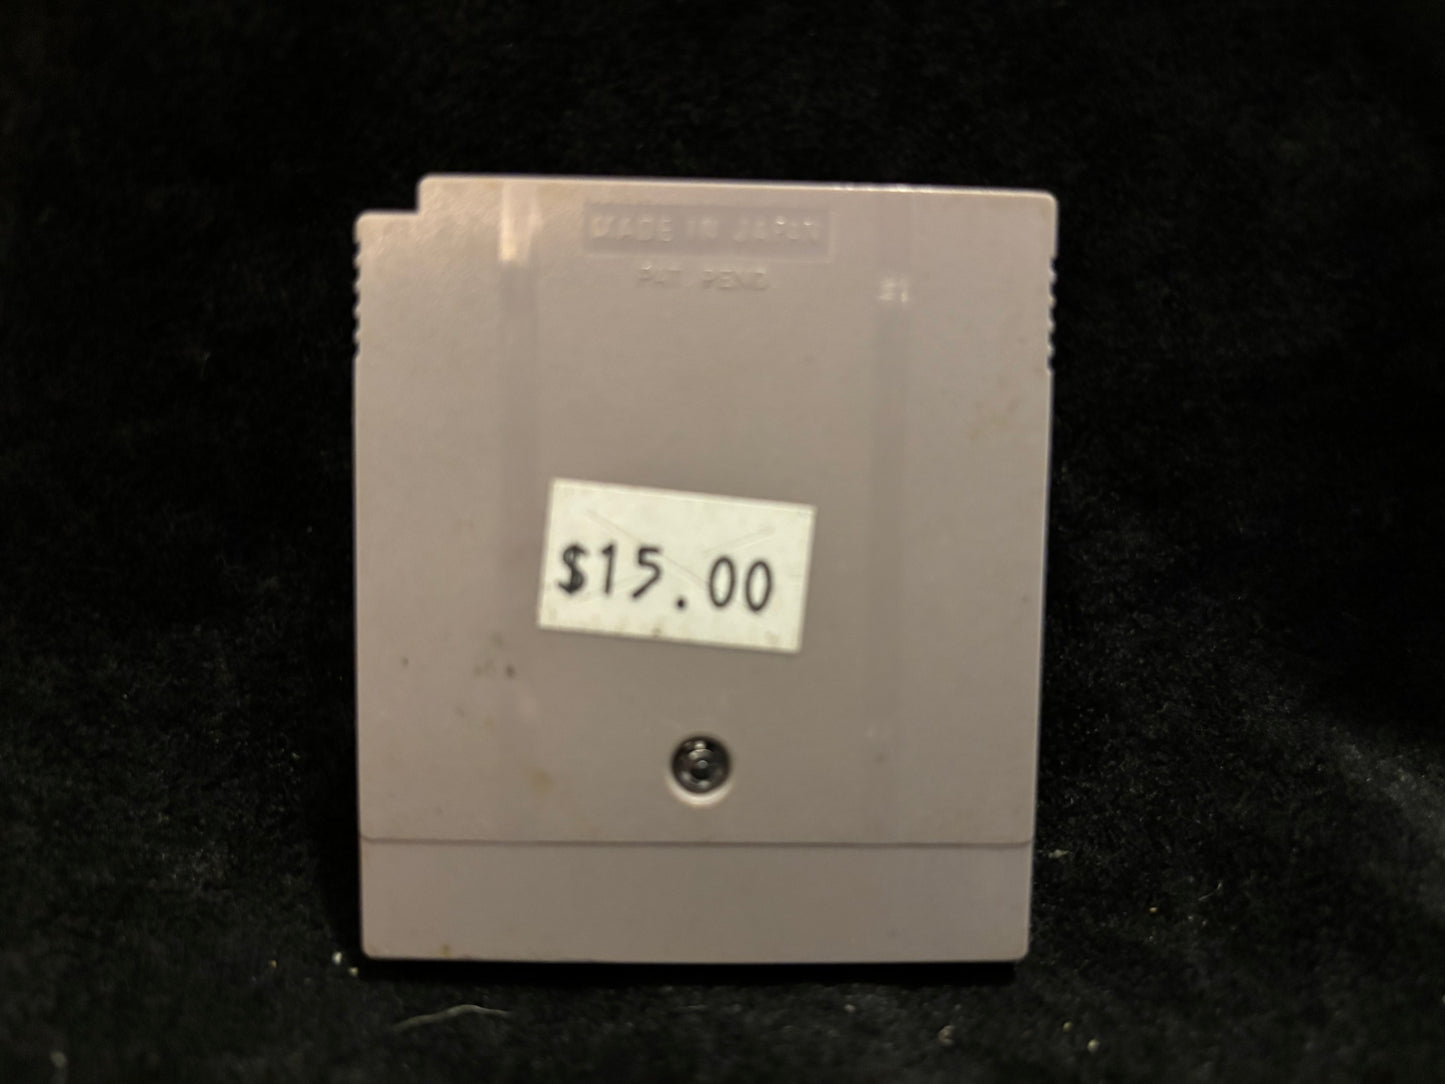 MADE IN JAPAN
PAT. PEND
$15.00